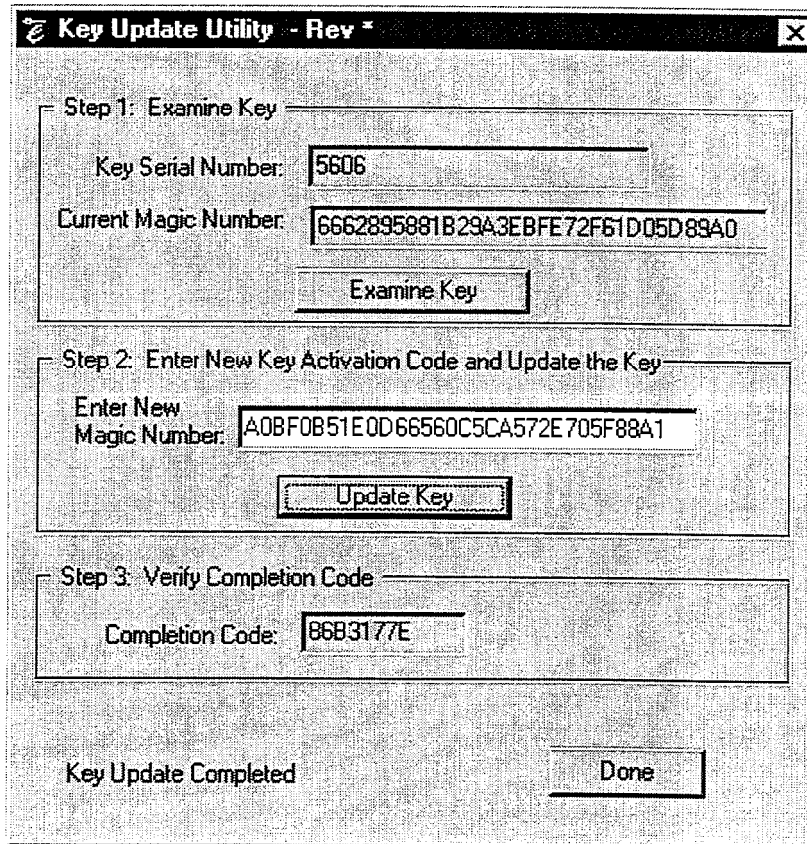 Key Update Utility - Rev *
Step 1: Examine Key
Key Serial Number: 5606
Current Magic Number: 6662895881B29A3EBFE72F61D05D89A0
Examine Key
Step 2: Enter New Key Activation Code and Update the Key
Enter New
Magic Number: A0BF0B51E0D66560C5CA572E705F88A1
Update Key
Step 3: Verify Completion Code
Completion Code: 86B3177E
Key Update Completed
Done